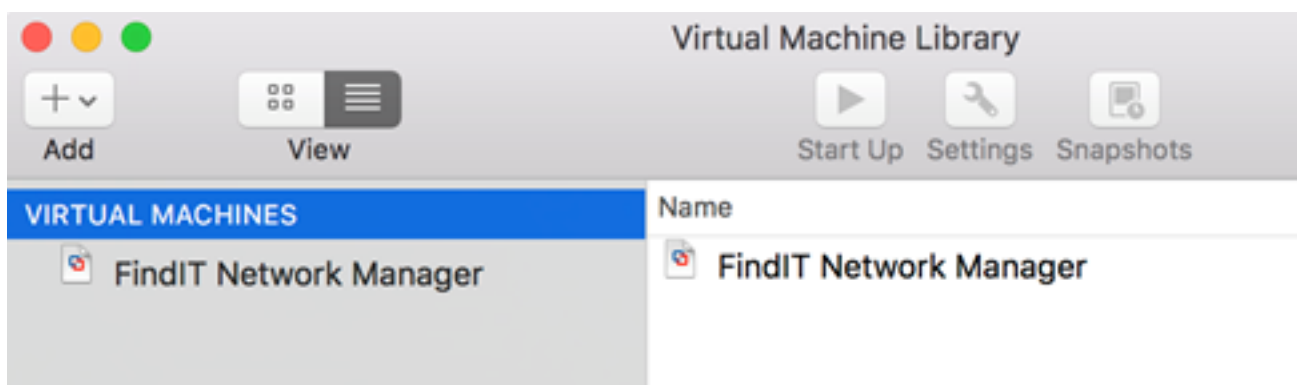 Virtual Machine Library
Add View Start Up Settings Snapshots
VIRTUAL MACHINES Name
FindIT Network Manager FindIT Network Manager